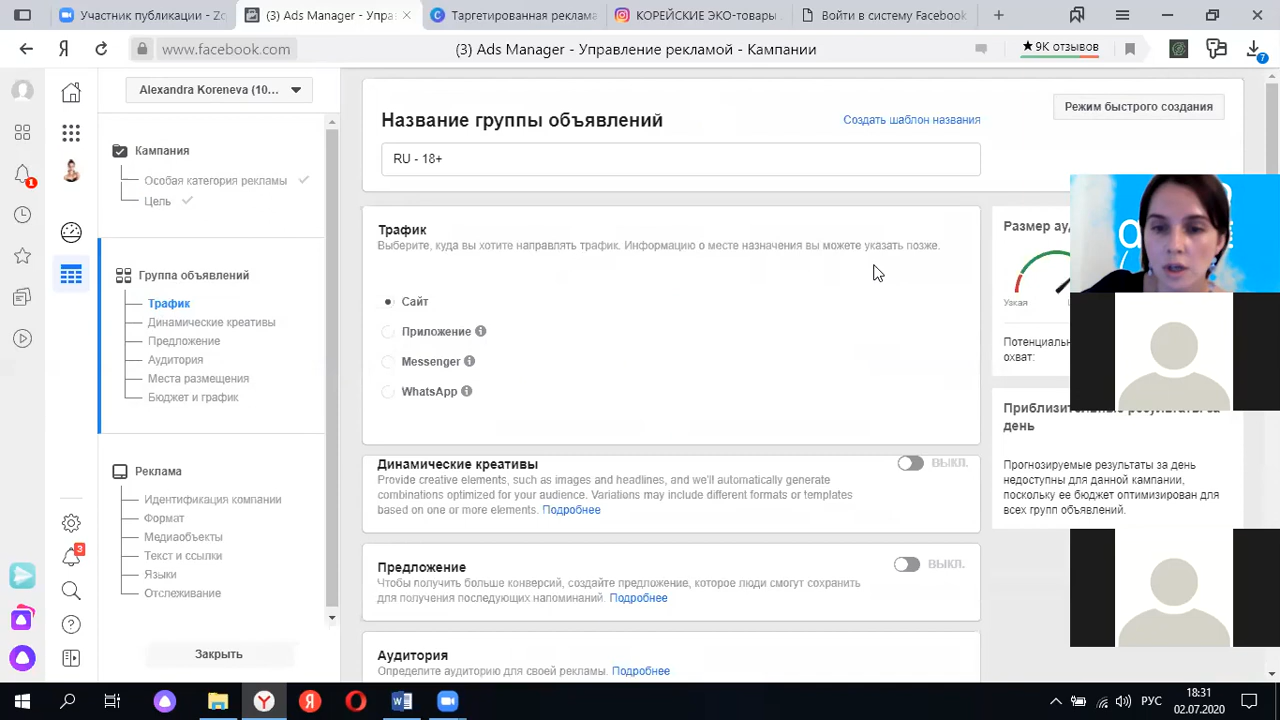 Участник публикации - Zo
(3) Ads Manager - Упра
Таргетированная реклама
КОРЕЙСКИЕ ЭКО-товары
Войти в систему Facebook
www.facebook.com
(3) Ads Manager - Управление рекламой - Кампании
★9К отзывов
7
Alexandra Koreneva (10...
Кампания
Особая категория рекламы
Цель
Группа объявлений
Трафик
Динамические креативы
Предложение
Аудитория
Места размещения
Бюджет и график
Реклама
Идентификация компании
Формат
Медиаобъекты
Текст и ссылки
Языки
Отслеживание
Закрыть
1
3
Название группы объявлений
Создать шаблон названия
Режим быстрого создания
RU - 18+
Трафик
Выберите, куда вы хотите направлять трафик. Информацию о месте назначения вы можете указать позже.
Сайт
Приложение
Messenger
WhatsApp
Динамические креативы
ВЫКЛ.
Provide creative elements, such as images and headlines, and we'll automatically generate
combinations optimized for your audience. Variations may include different formats or templates
based on one or more elements. Подробнее
Предложение
ВЫКЛ.
Чтобы получить больше конверсий, создайте предложение, которое люди смогут сохранить
для получения последующих напоминаний. Подробнее
Аудитория
Определите аудиторию для своей рекламы. Подробнее
Размер
Узкая
охват:
день
Прогнозируемые результаты за день
недоступны для данной кампании,
поскольку ее бюджет оптимизирован для
всех групп объявлений.
РУС
18:31
02.07.2020